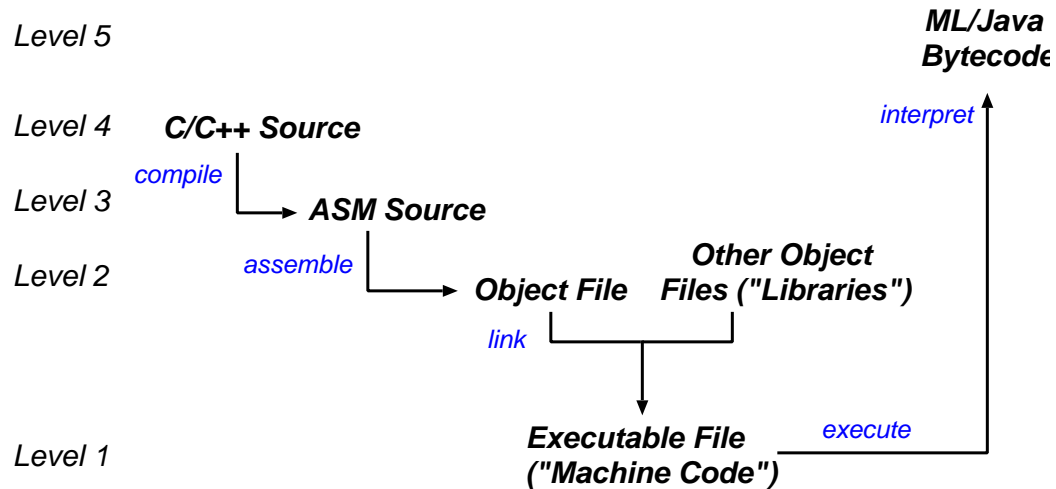 Level 5
ML/Java
Bytecode
Level 4
C/C++ Source
interpret
compile
Level 3
ASM Source
assemble
Level 2
Object File
Other Object
Files ("Libraries")
link
Level 1
Executable File
("Machine Code")
execute